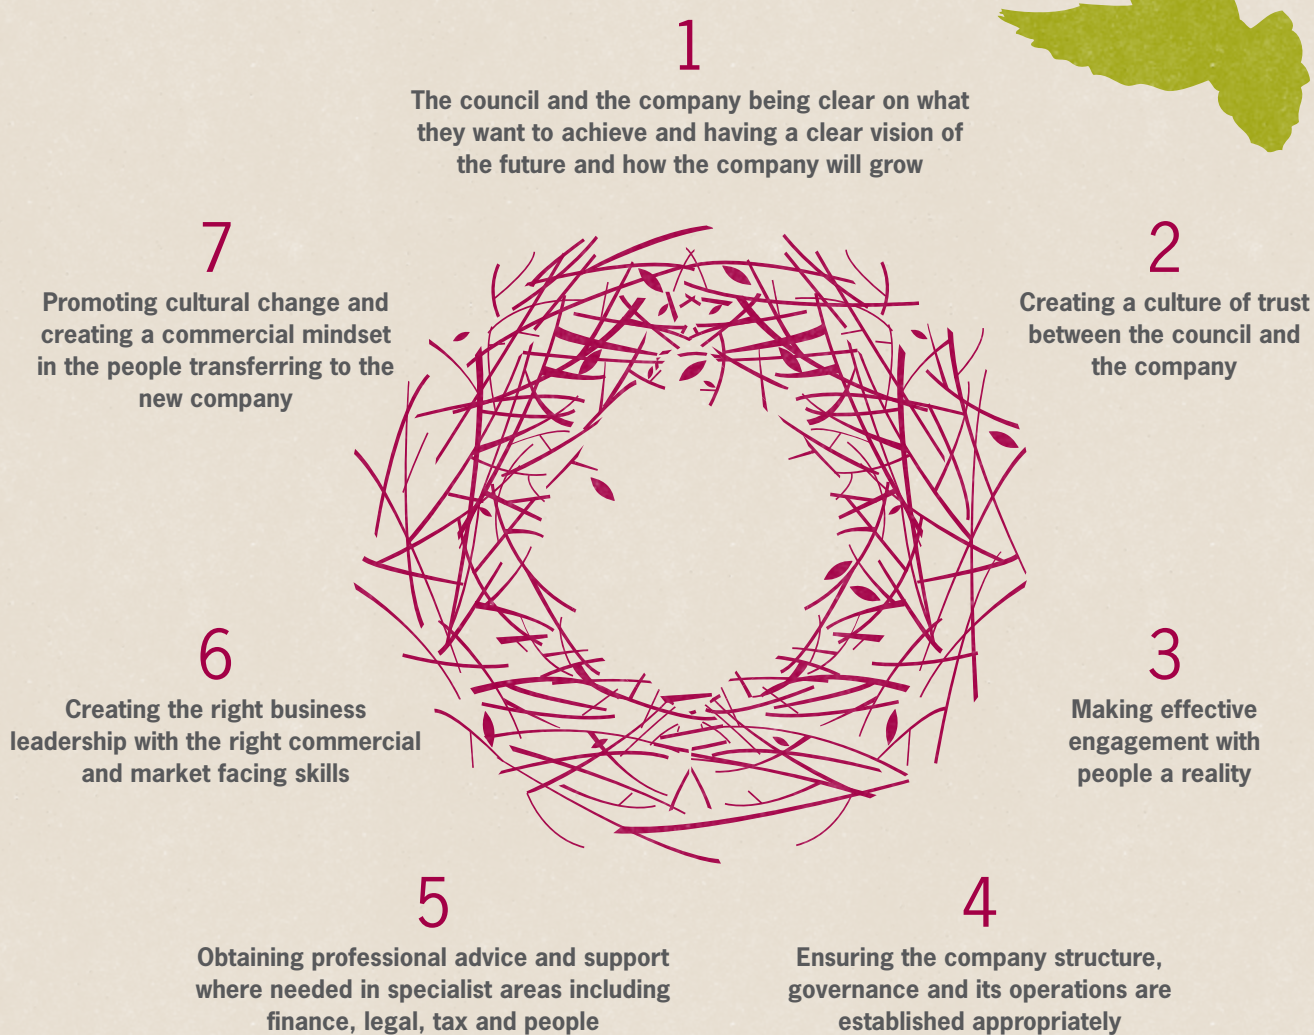 1
The council and the company being clear on what
they want to achieve and having a clear vision of
the future and how the company will grow
2
Creating a culture of trust
between the council and
the company
3
Making effective
engagement with
people a reality
4
Ensuring the company structure,
governance and its operations are
established appropriately
5
Obtaining professional advice and support
where needed in specialist areas including
finance, legal, tax and people
6
Creating the right business
leadership with the right commercial
and market facing skills
7
Promoting cultural change and
creating a commercial mindset
in the people transferring to the
new company